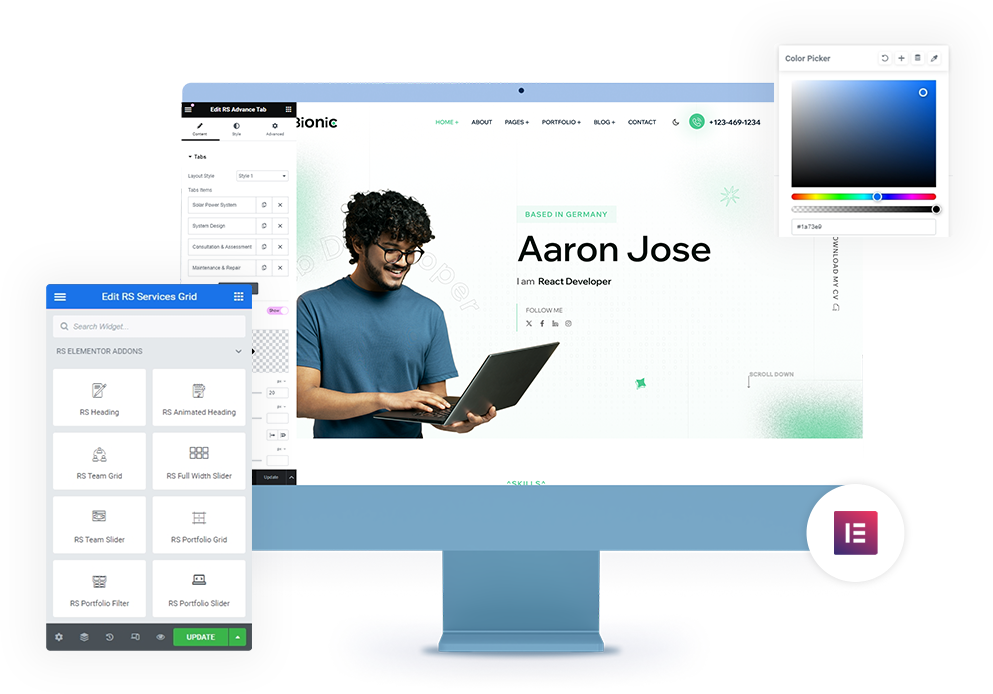 Color Picker
#1a73e9
Edit RS Advance Tab
Content
Style
Advanced
Tabs
Layout Style
Style 1
Tabs Items
Solar Power System
System Design
Consultation & Assessment
Maintenance & Repair
Show
px
20
px
px
Update
Bionic
HOME +
ABOUT
PAGES +
PORTFOLIO +
BLOG +
CONTACT
+123-469-1234
BASED IN GERMANY
Aaron Jose
I am React Developer
FOLLOW ME
SCROLL DOWN
^SKILLS^
Edit RS Services Grid
Search Widget...
RS ELEMENTOR ADDONS
RS Heading
RS Animated Heading
RS Team Grid
RS Full Width Slider
RS Team Slider
RS Portfolio Grid
RS Portfolio Filter
RS Portfolio Slider
UPDATE